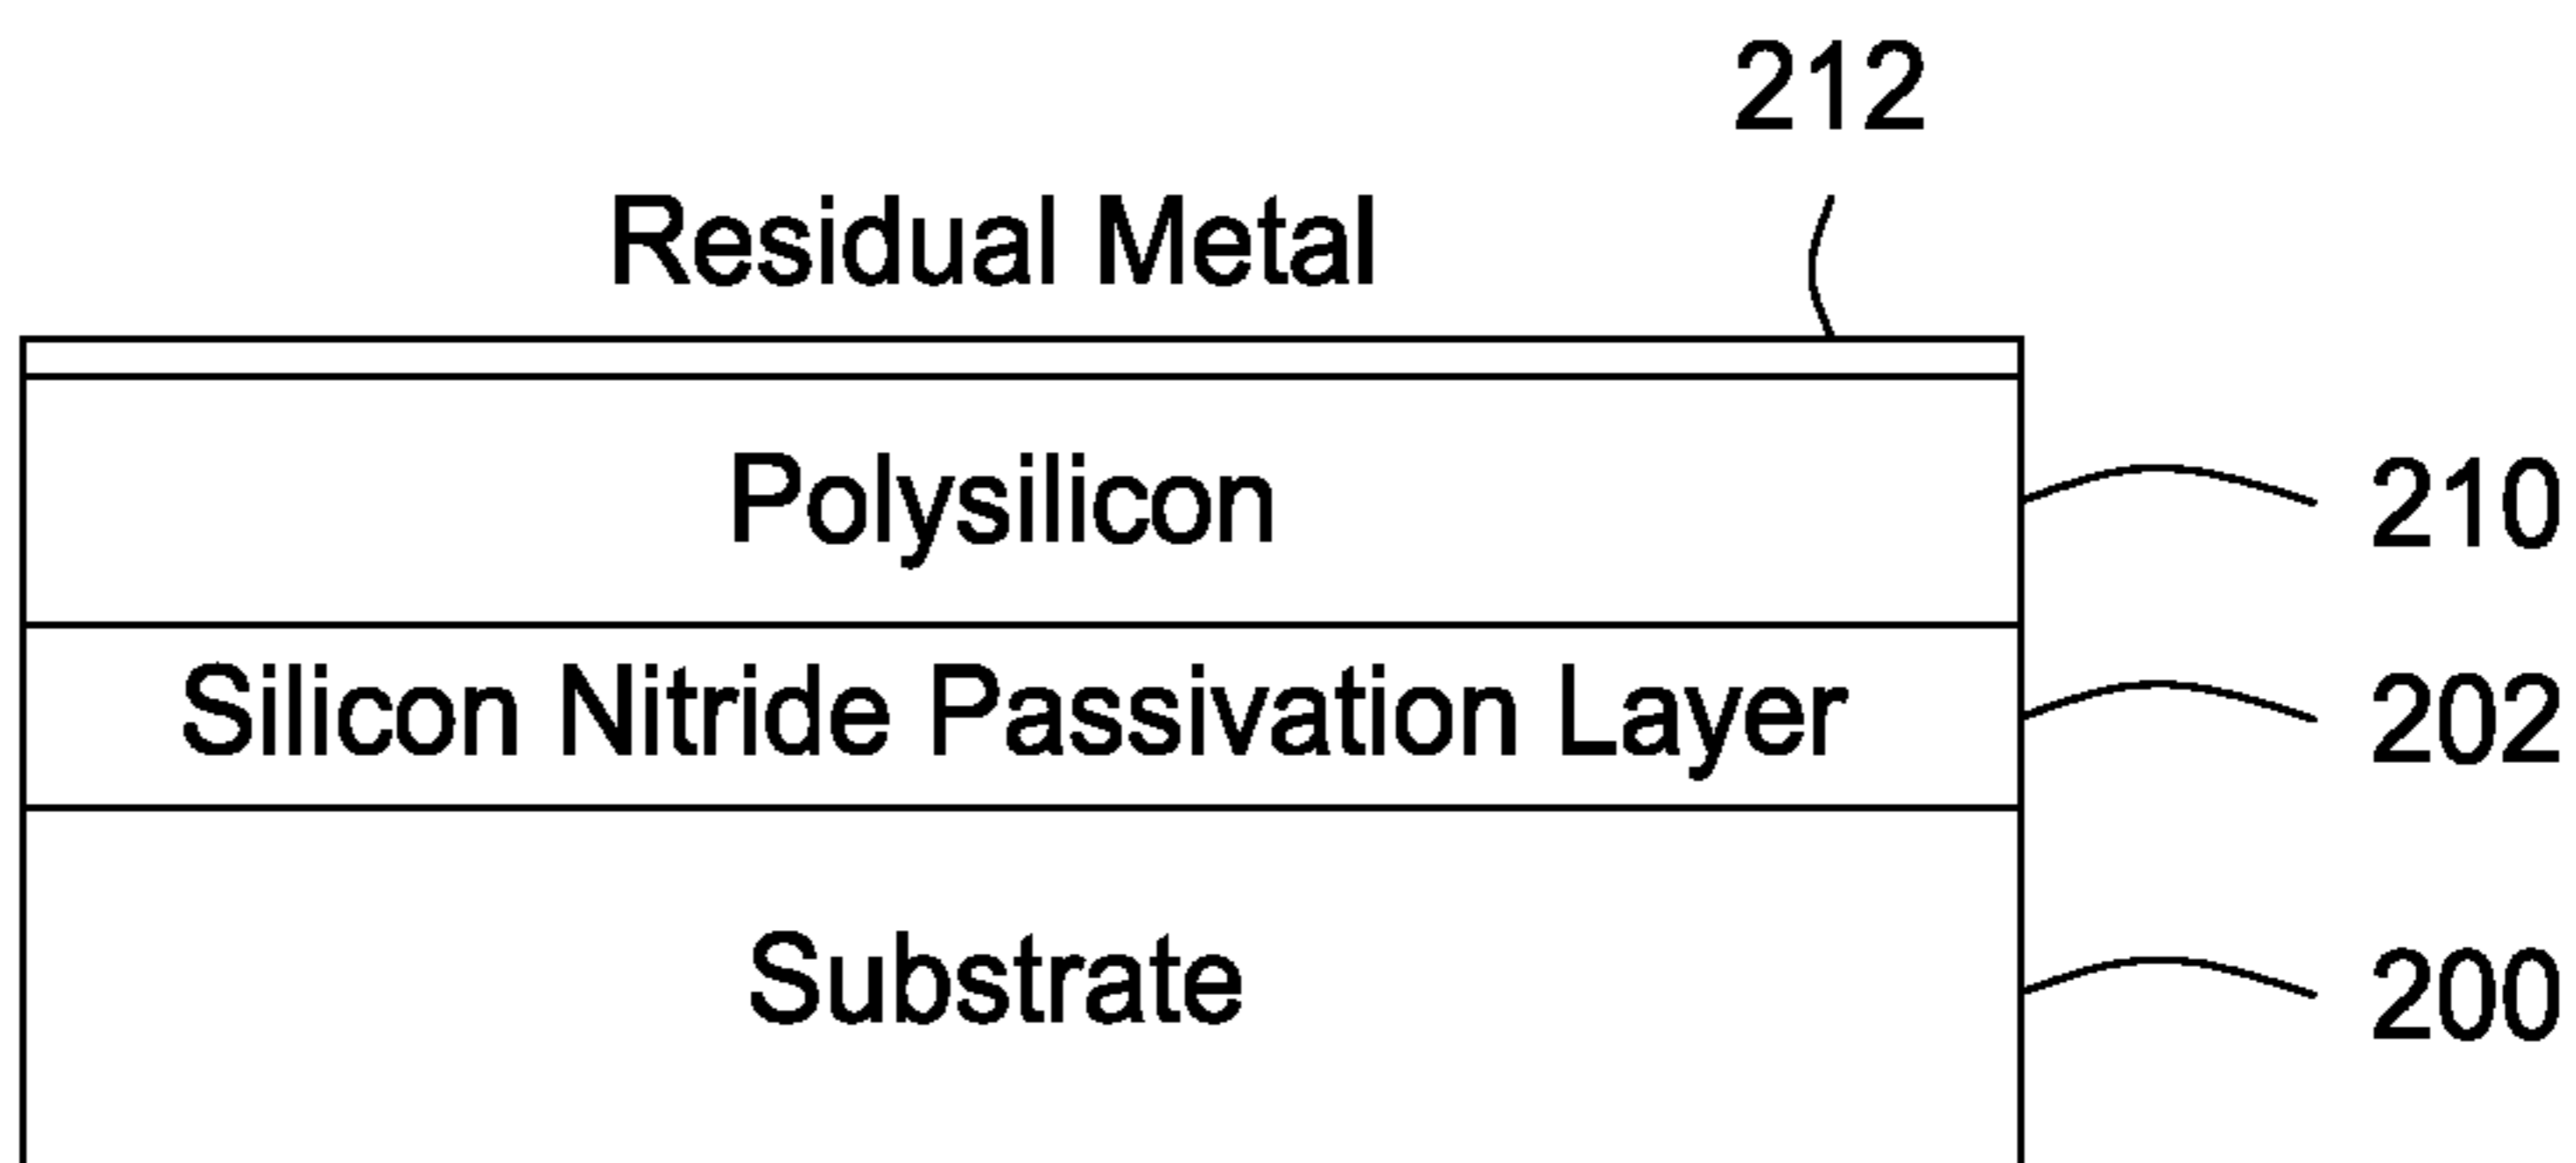 212
Residual Metal
Polysilicon
210
Silicon Nitride Passivation Layer
202
Substrate
200